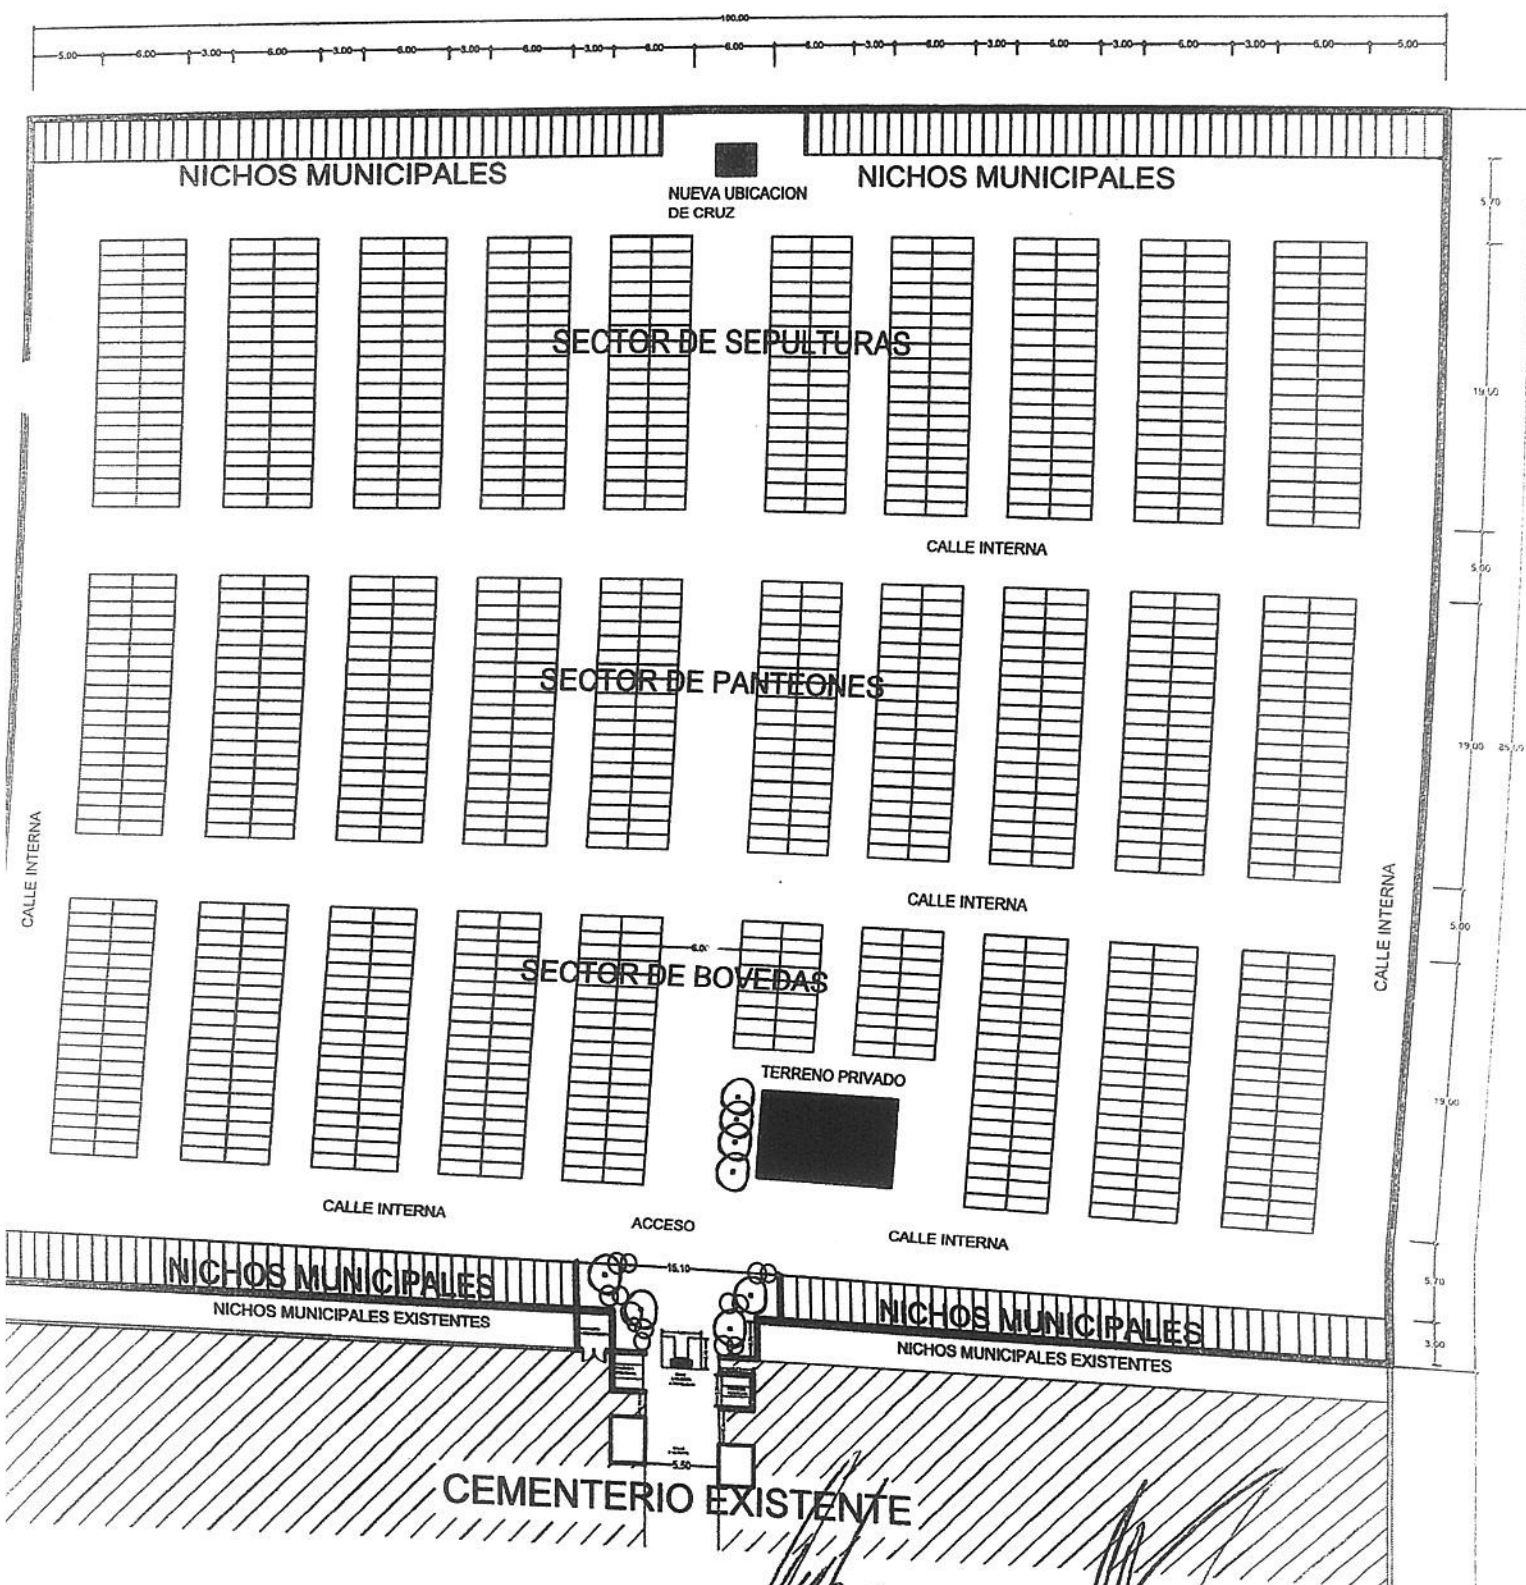 100.00
5.00 6.00 3.00 6.00 3.00 6.00 3.00 6.00 3.00 6.00 6.00 6.00 3.00 6.00 3.00 6.00 3.00 6.00 3.00 6.00 5.00
NICHOS MUNICIPALES
NICHOS MUNICIPALES
NUEVA UBICACION
DE CRUZ
5,70
SECTOR DE SEPULTURAS
19,00
CALLE INTERNA
5,00
SECTOR DE PANTEONES
19,00
CALLE INTERNA
CALLE INTERNA
CALLE INTERNA
5,00
6.00
SECTOR DE BOVEDAS
TERRENO PRIVADO
19,00
CALLE INTERNA
ACCESO
CALLE INTERNA
15.10
5,70
NICHOS MUNICIPALES
NICHOS MUNICIPALES
NICHOS MUNICIPALES EXISTENTES
NICHOS MUNICIPALES EXISTENTES
3,00
5.50
CEMENTERIO EXISTENTE